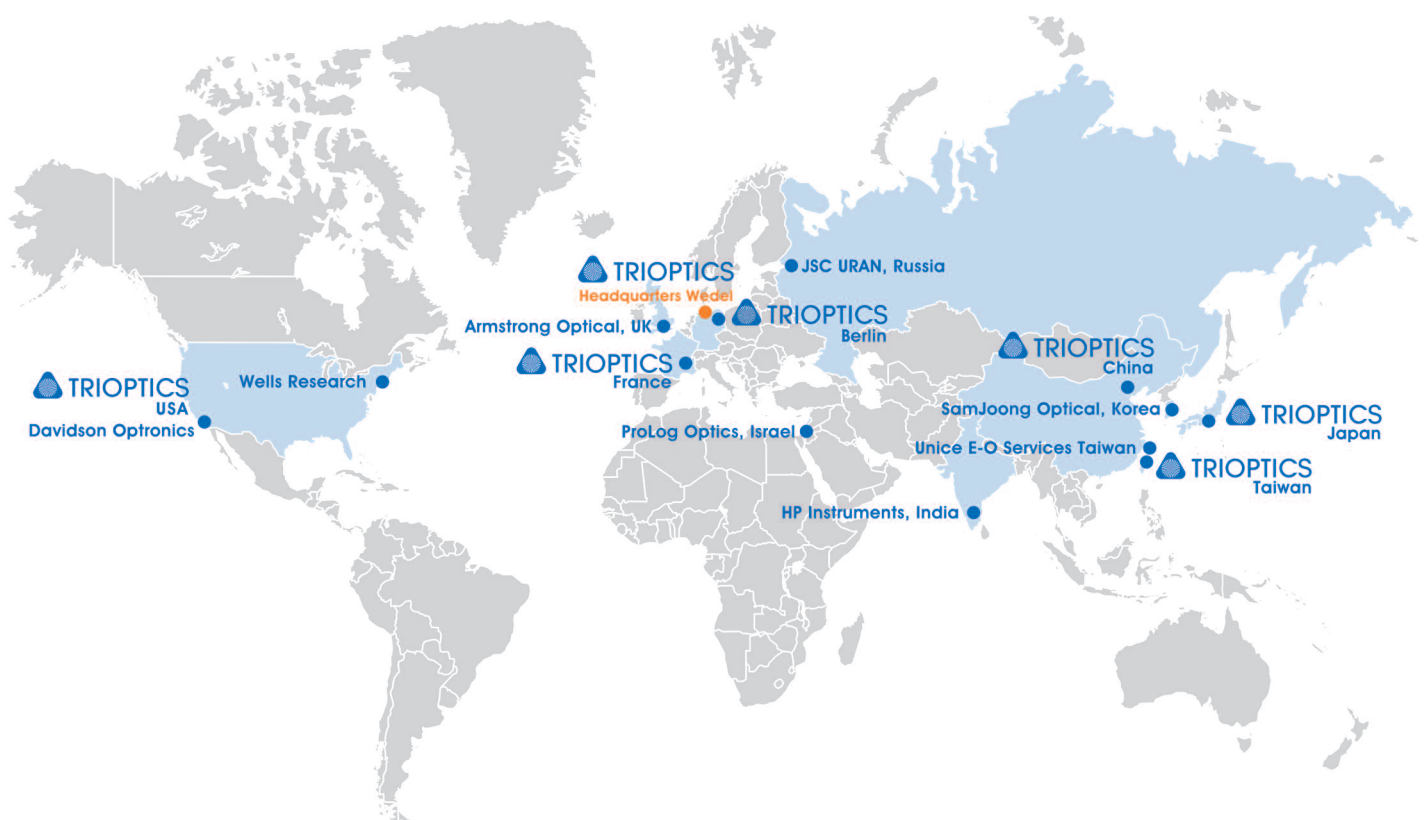 TRIOPTICS
Headquarters Wedel
JSC URAN, Russia
TRIOPTICS
Berlin
Armstrong Optical, UK
TRIOPTICS
France
TRIOPTICS
China
TRIOPTICS
USA
Wells Research
Davidson Optronics
SamJoong Optical, Korea
TRIOPTICS
Japan
ProLog Optics, Israel
Unice E-O Services Taiwan
TRIOPTICS
Taiwan
HP Instruments, India